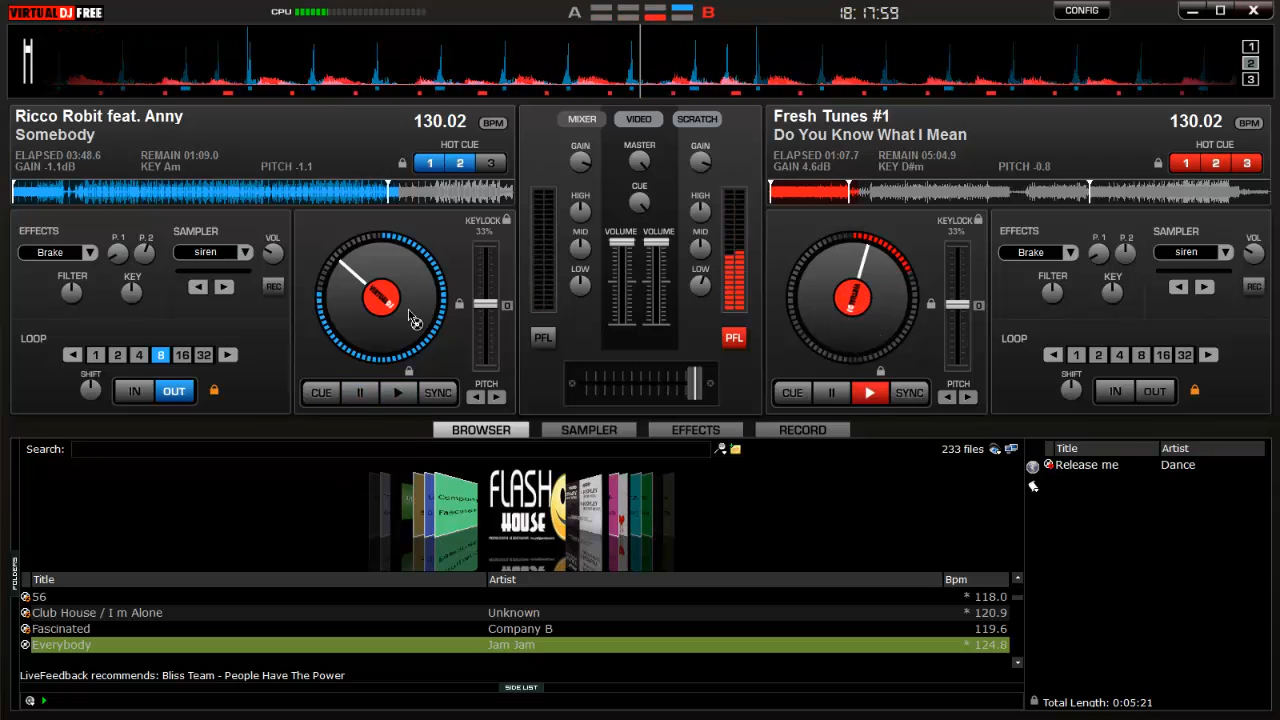 VIRTUAL DJ FREE
CPU
A
B
18:17:59
CONFIG
1
2
3
Ricco Robit feat. Anny
Somebody
130.02 BPM
ELAPSED 03:48.6 REMAIN 01:09.0
GAIN -1.1dB KEY Am PITCH -1.1
HOT CUE
1 2 3
MIXER VIDEO SCRATCH
GAIN MASTER GAIN
HIGH CUE HIGH
MID VOLUME VOLUME MID
LOW LOW
PFL PFL
Fresh Tunes #1
Do You Know What I Mean
130.02 BPM
ELAPSED 01:07.7 REMAIN 05:04.9
GAIN 4.6dB KEY D#m PITCH -0.8
HOT CUE
1 2 3
EFFECTS P. 1 P. 2 SAMPLER VOL
Brake siren
FILTER KEY REC
LOOP
1 2 4 8 16 32
SHIFT IN OUT
KEYLOCK
33%
0
CUE SYNC PITCH
KEYLOCK
33%
0
CUE SYNC PITCH
EFFECTS P. 1 P. 2 SAMPLER VOL
Brake siren
FILTER KEY REC
LOOP
1 2 4 8 16 32
SHIFT IN OUT
BROWSER SAMPLER EFFECTS RECORD
Search: 233 files
Compan
Fascinat
FLASH
HOUSE
Title Artist Bpm
56 * 118.0
Club House / I m Alone Unknown * 120.9
Fascinated Company B 119.6
Everybody Jam Jam * 124.8
LiveFeedback recommends: Bliss Team - People Have The Power
SIDE LIST
FOLDERS
Title Artist
Release me Dance
Total Length: 0:05:21